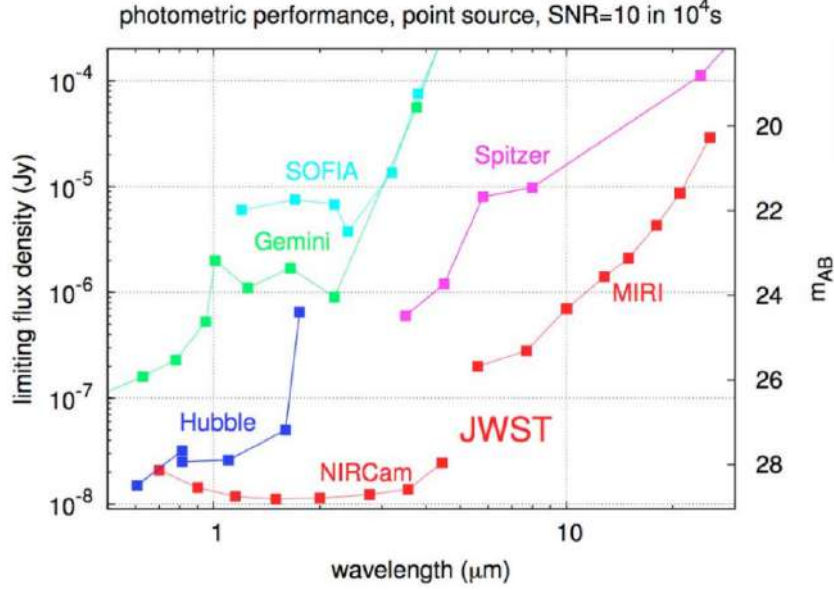 photometric performance, point source, SNR=10 in 10⁴s
limiting flux density (Jy)
10⁻⁴
10⁻⁵
10⁻⁶
10⁻⁷
10⁻⁸
SOFIA
Gemini
Hubble
Spitzer
MIRI
JWST
NIRCam
20
22
24
26
28
m_AB
1
10
wavelength (μm)